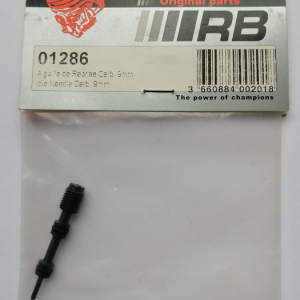 Original parts
RB
01286
Aiguille de Reprise Carb. 9mm
Idle Needle Carb. 9mm
3 660884 002018
The power of champions